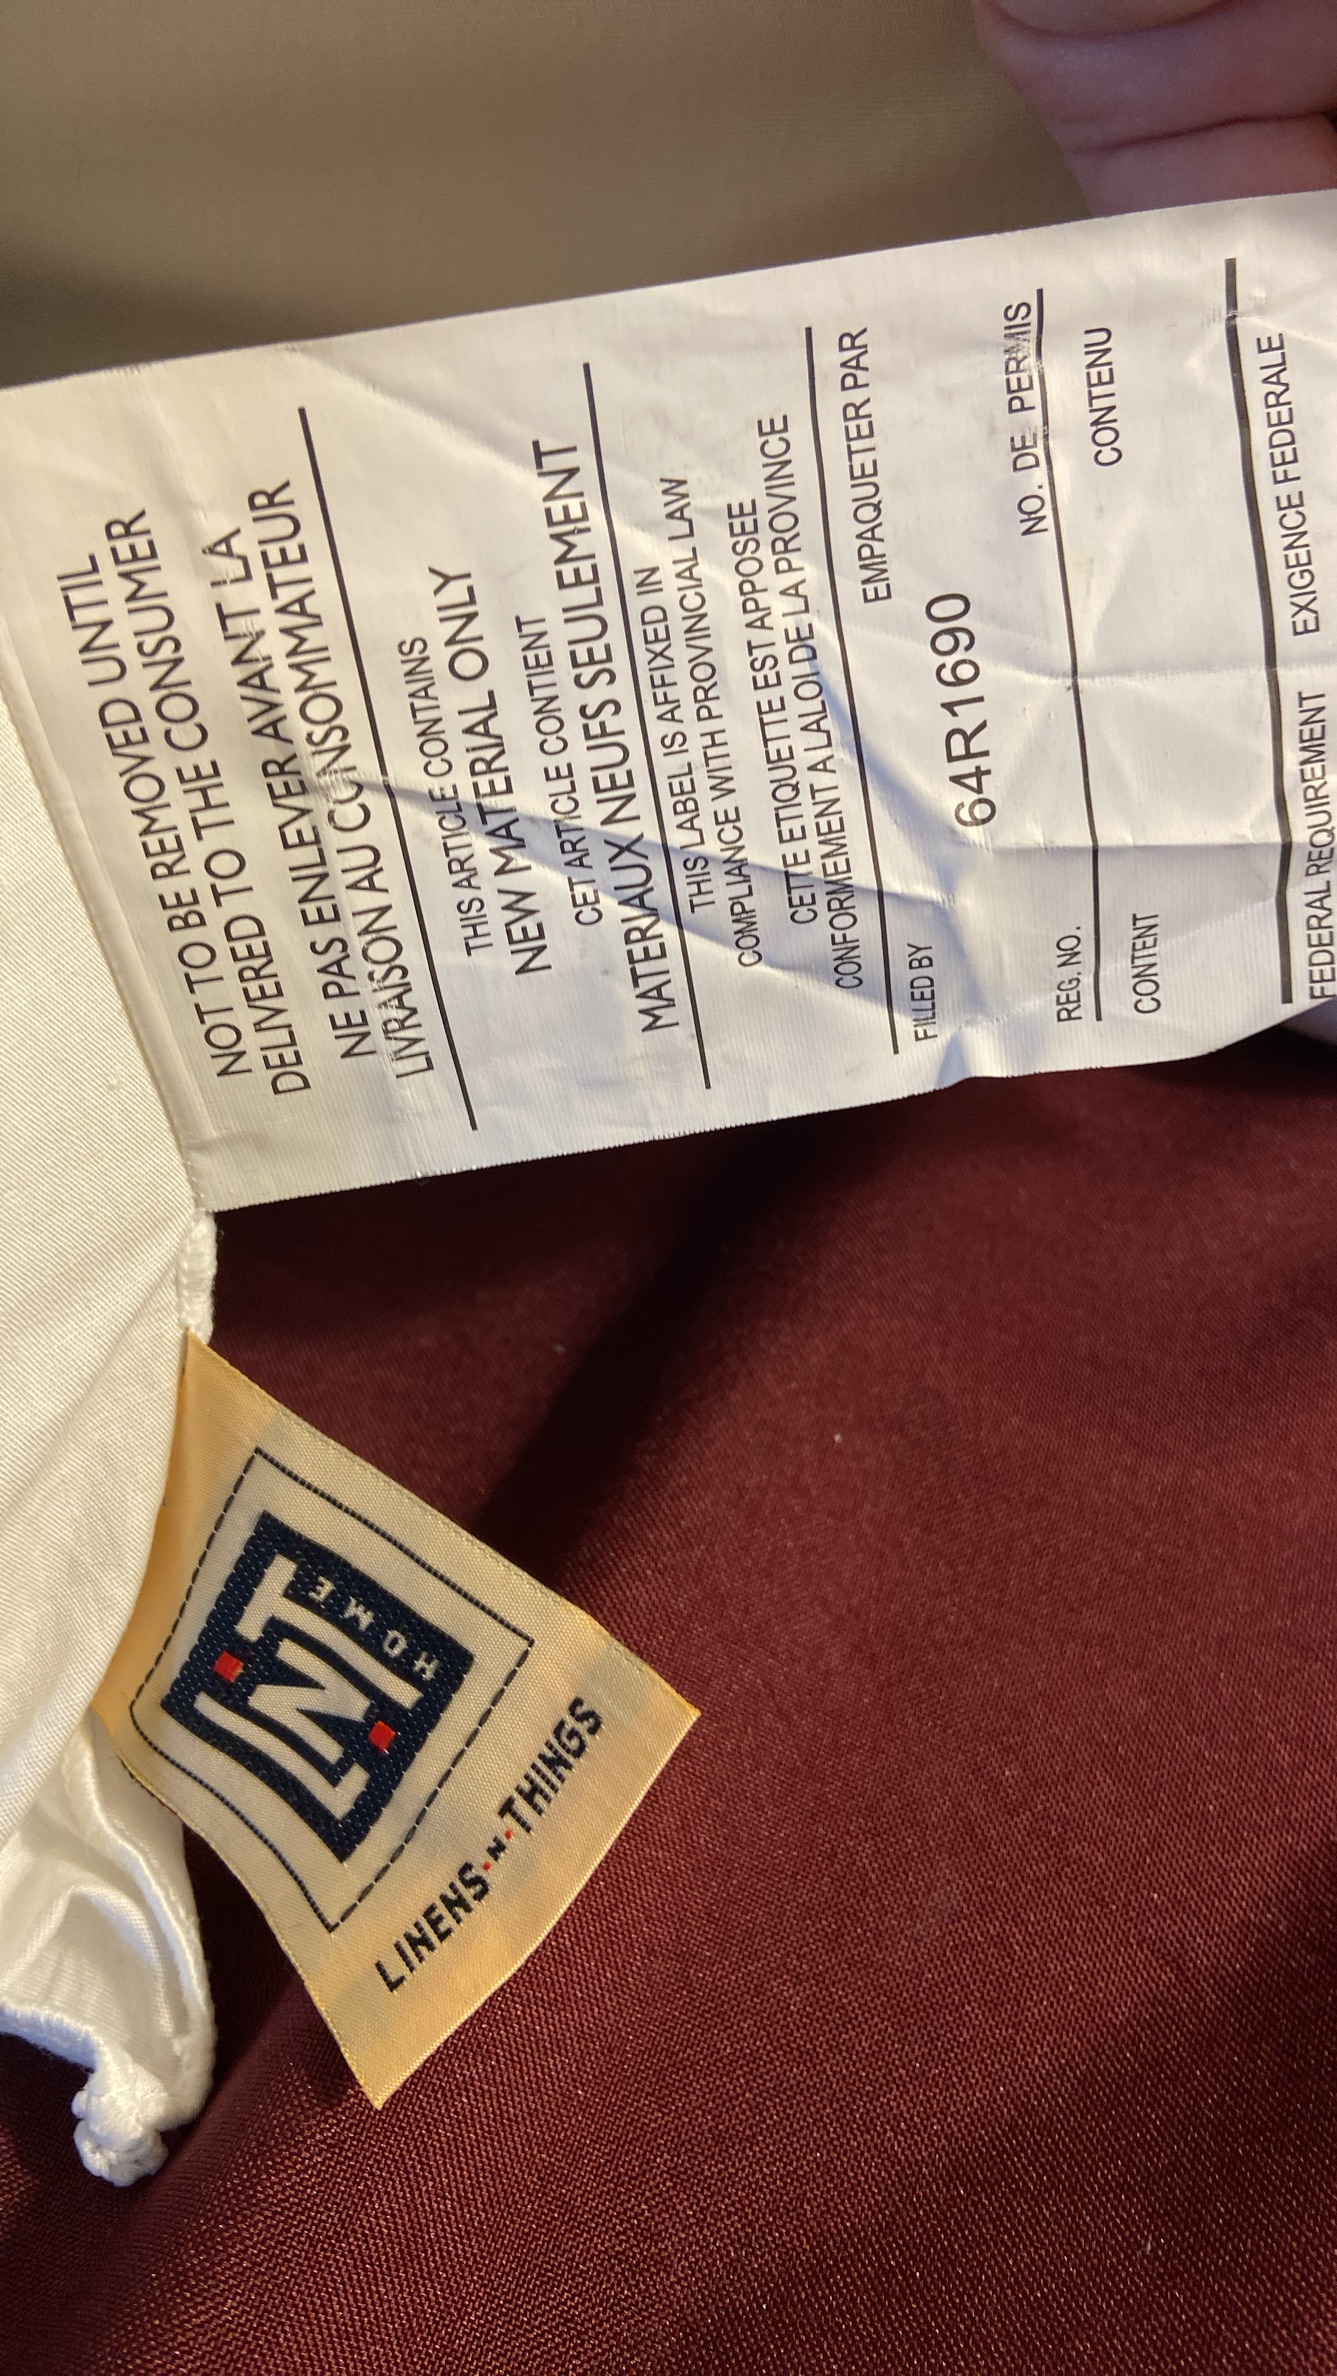 NOT TO BE REMOVED UNTIL
DELIVERED TO THE CONSUMER
NE PAS ENLEVER AVANT LA
LIVRAISON AU CONSOMMATEUR
THIS ARTICLE CONTAINS
NEW MATERIAL ONLY
CET ARTICLE CONTIENT
MATERIAUX NEUFS SEULEMENT
THIS LABEL IS AFFIXED IN
COMPLIANCE WITH PROVINCIAL LAW
CETTE ETIQUETTE EST APPOSEE
CONFORMEMENT A LALOI DE LA PROVINCE
FILLED BY EMPAQUETER PAR
64R1690
REG. NO. NO. DE PERMIS
CONTENT CONTENU
FEDERAL REQUIREMENT EXIGENCE FEDERALE
LNT
HOME
LINENS·N·THINGS